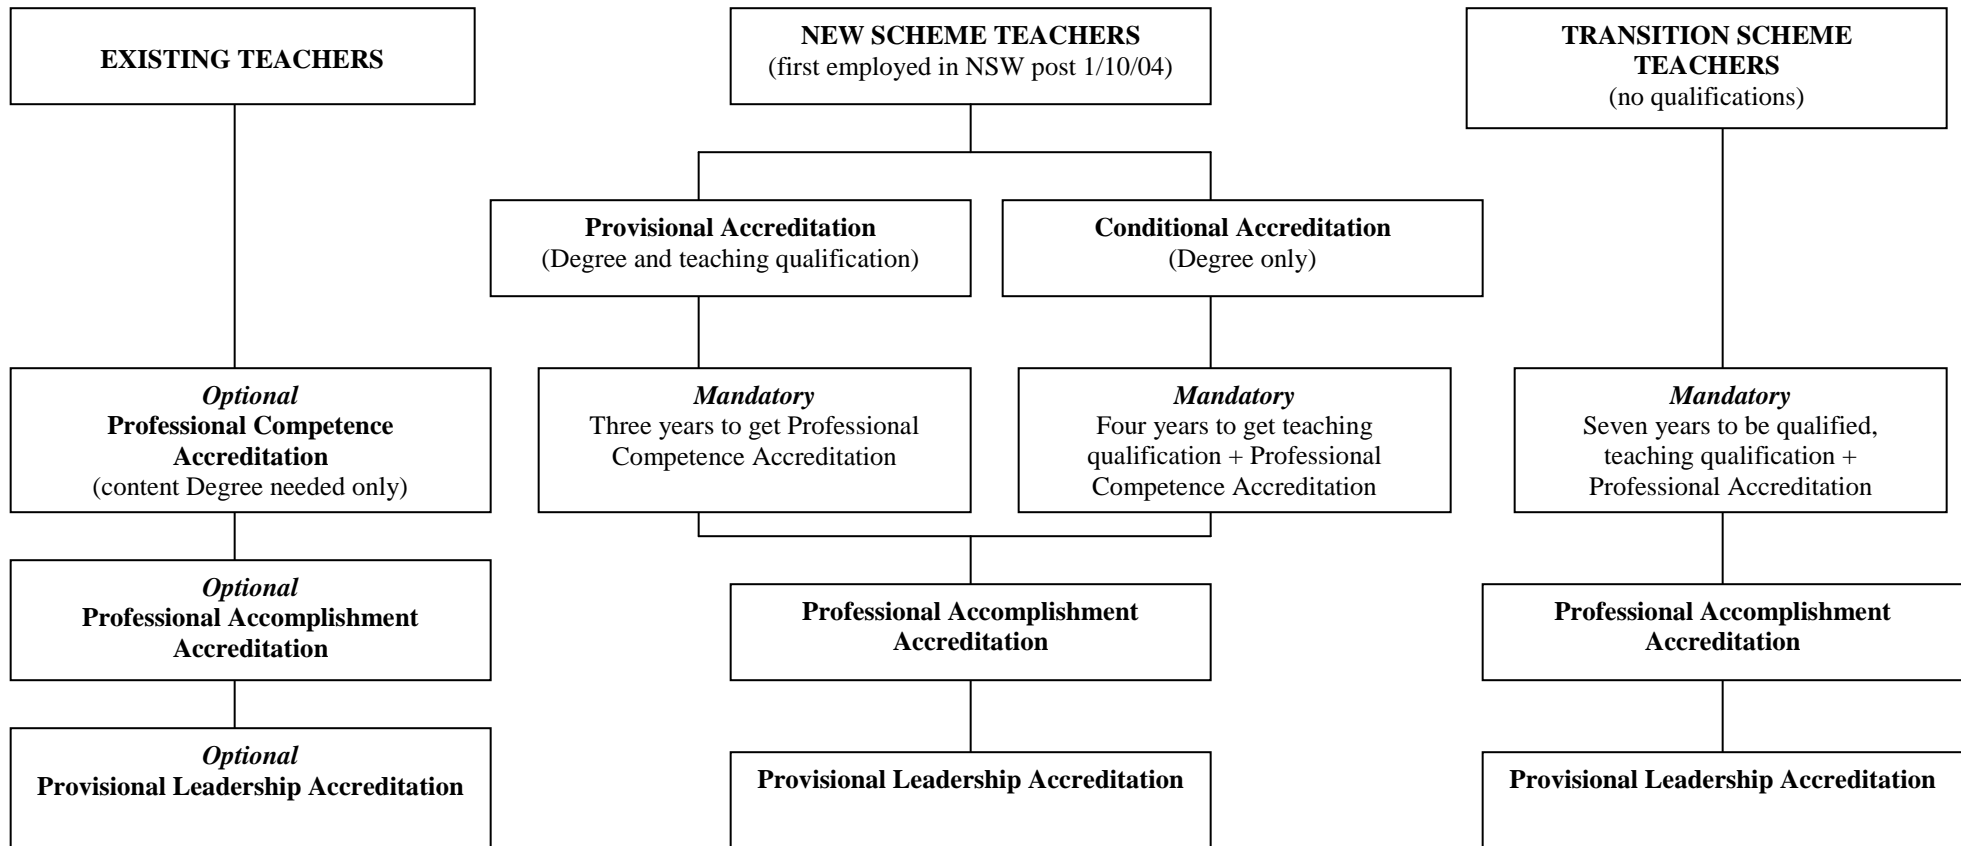 EXISTING TEACHERS
NEW SCHEME TEACHERS
(first employed in NSW post 1/10/04)
TRANSITION SCHEME
TEACHERS
(no qualifications)
Provisional Accreditation
(Degree and teaching qualification)
Conditional Accreditation
(Degree only)
Optional
Professional Competence
Accreditation
(content Degree needed only)
Mandatory
Three years to get Professional
Competence Accreditation
Mandatory
Four years to get teaching
qualification + Professional
Competence Accreditation
Mandatory
Seven years to be qualified,
teaching qualification +
Professional Accreditation
Optional
Professional Accomplishment
Accreditation
Professional Accomplishment
Accreditation
Professional Accomplishment
Accreditation
Optional
Provisional Leadership Accreditation
Provisional Leadership Accreditation
Provisional Leadership Accreditation